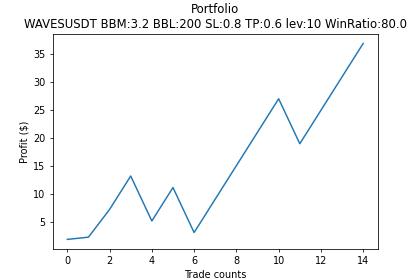 Portfolio
WAVESUSDT BBM:3.2 BBL:200 SL:0.8 TP:0.6 lev:10 WinRatio:80.0
Profit ($)
35
30
25
20
15
10
5
0 2 4 6 8 10 12 14
Trade counts